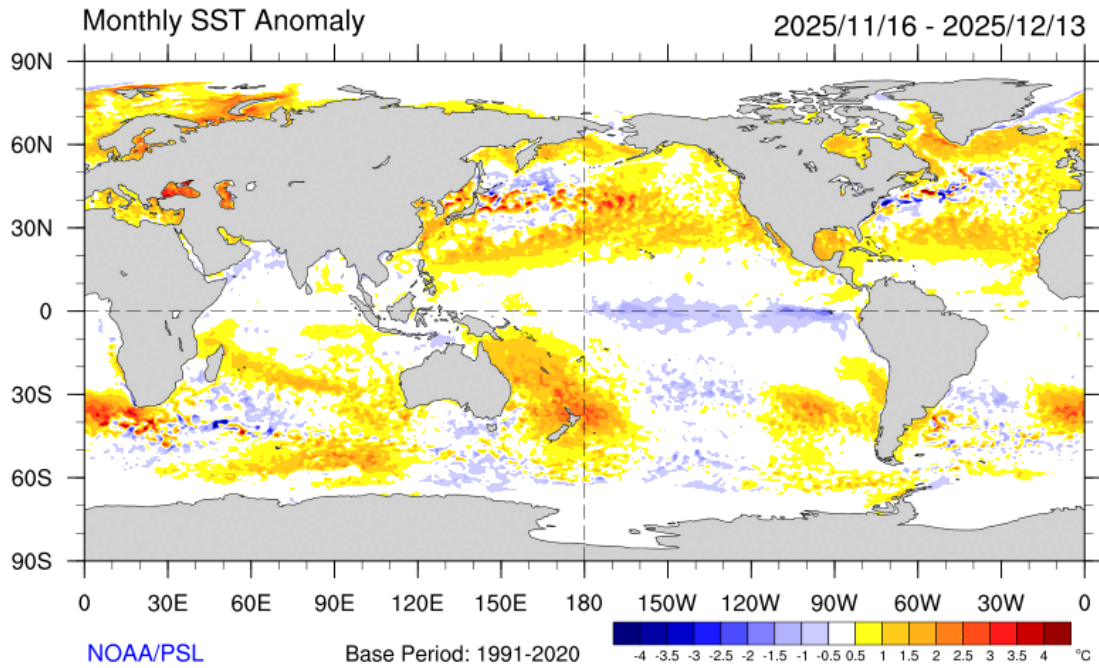 Monthly SST Anomaly 2025/11/16 - 2025/12/13
90N
60N
30N
0
30S
60S
90S
0 30E 60E 90E 120E 150E 180 150W 120W 90W 60W 30W 0
-4 -3.5 -3 -2.5 -2 -1.5 -1 -0.5 0.5 1 1.5 2 2.5 3 3.5 4 °C
NOAA/PSL Base Period: 1991-2020